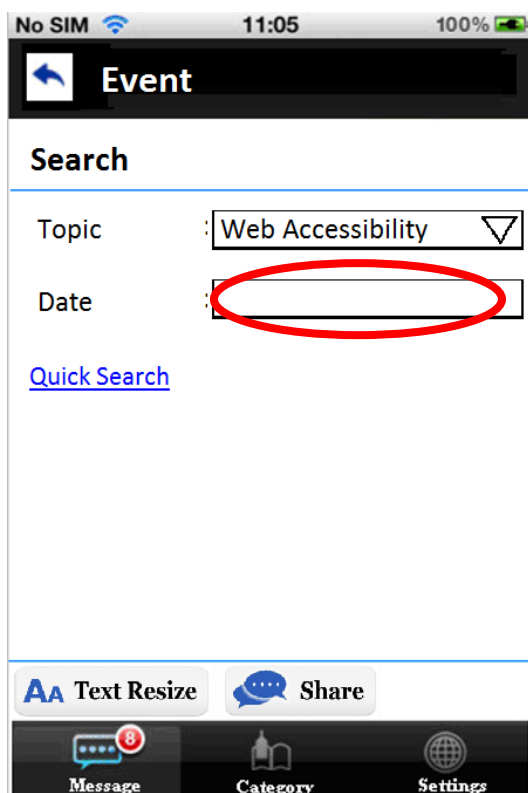 No SIM 11:05 100%
Event
Search
Topic : Web Accessibility
Date :
Quick Search
AA Text Resize Share
8
Message Category Settings